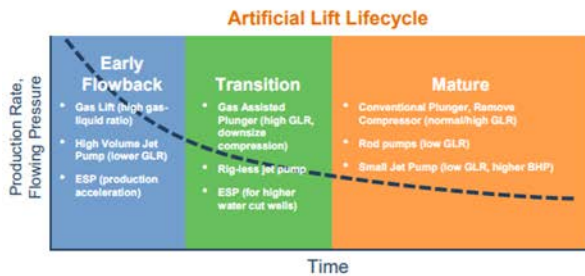 Artificial Lift Lifecycle
Production Rate,
Flowing Pressure
Early
Flowback
• Gas Lift (high gas-
liquid ratio)
• High Volume Jet
Pump (lower GLR)
• ESP (production
acceleration)
Transition
• Gas Assisted
Plunger (high GLR,
downsize
compression)
• Rig-less jet pump
• ESP (for higher
water cut wells)
Mature
• Conventional Plunger, Remove
Compressor (normal/high GLR)
• Rod pumps (low GLR)
• Small Jet Pump (low GLR, higher BHP)
Time